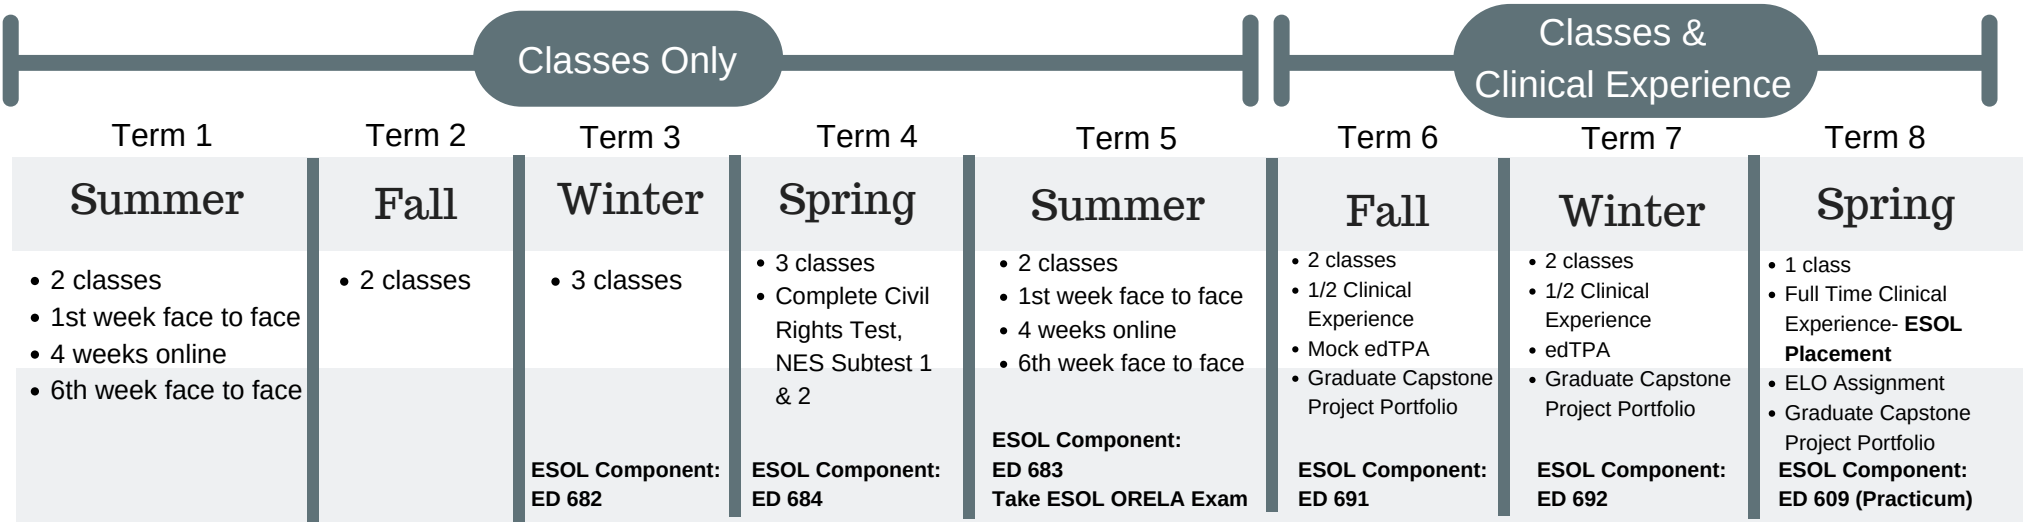 Classes Only
Classes &
Clinical Experience
Term 1
Summer
• 2 classes
• 1st week face to face
• 4 weeks online
• 6th week face to face
Term 2
Fall
• 2 classes
Term 3
Winter
• 3 classes
ESOL Component:
ED 682
Term 4
Spring
• 3 classes
• Complete Civil
Rights Test,
NES Subtest 1
& 2
ESOL Component:
ED 684
Term 5
Summer
• 2 classes
• 1st week face to face
• 4 weeks online
• 6th week face to face
ESOL Component:
ED 683
Take ESOL ORELA Exam
Term 6
Fall
• 2 classes
• 1/2 Clinical
Experience
• Mock edTPA
• Graduate Capstone
Project Portfolio
ESOL Component:
ED 691
Term 7
Winter
• 2 classes
• 1/2 Clinical
Experience
• edTPA
• Graduate Capstone
Project Portfolio
ESOL Component:
ED 692
Term 8
Spring
• 1 class
• Full Time Clinical
Experience- ESOL
Placement
• ELO Assignment
• Graduate Capstone
Project Portfolio
ESOL Component:
ED 609 (Practicum)